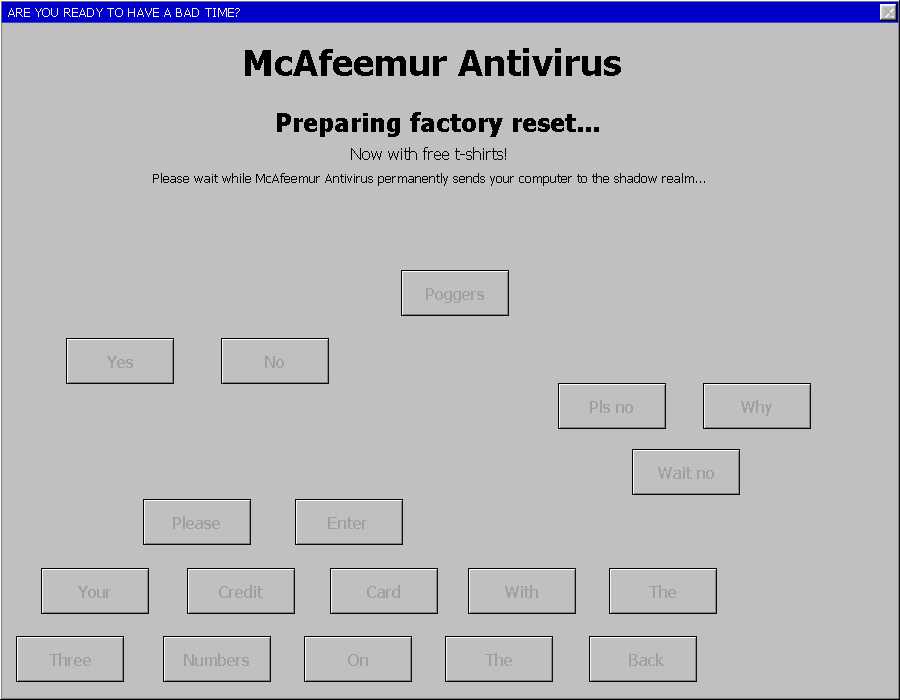 ARE YOU READY TO HAVE A BAD TIME?
McAfeemur Antivirus
Preparing factory reset...
Now with free t-shirts!
Please wait while McAfeemur Antivirus permanently sends your computer to the shadow realm...
Poggers
Yes No
Pls no Why
Wait no
Please Enter
Your Credit Card With The
Three Numbers On The Back